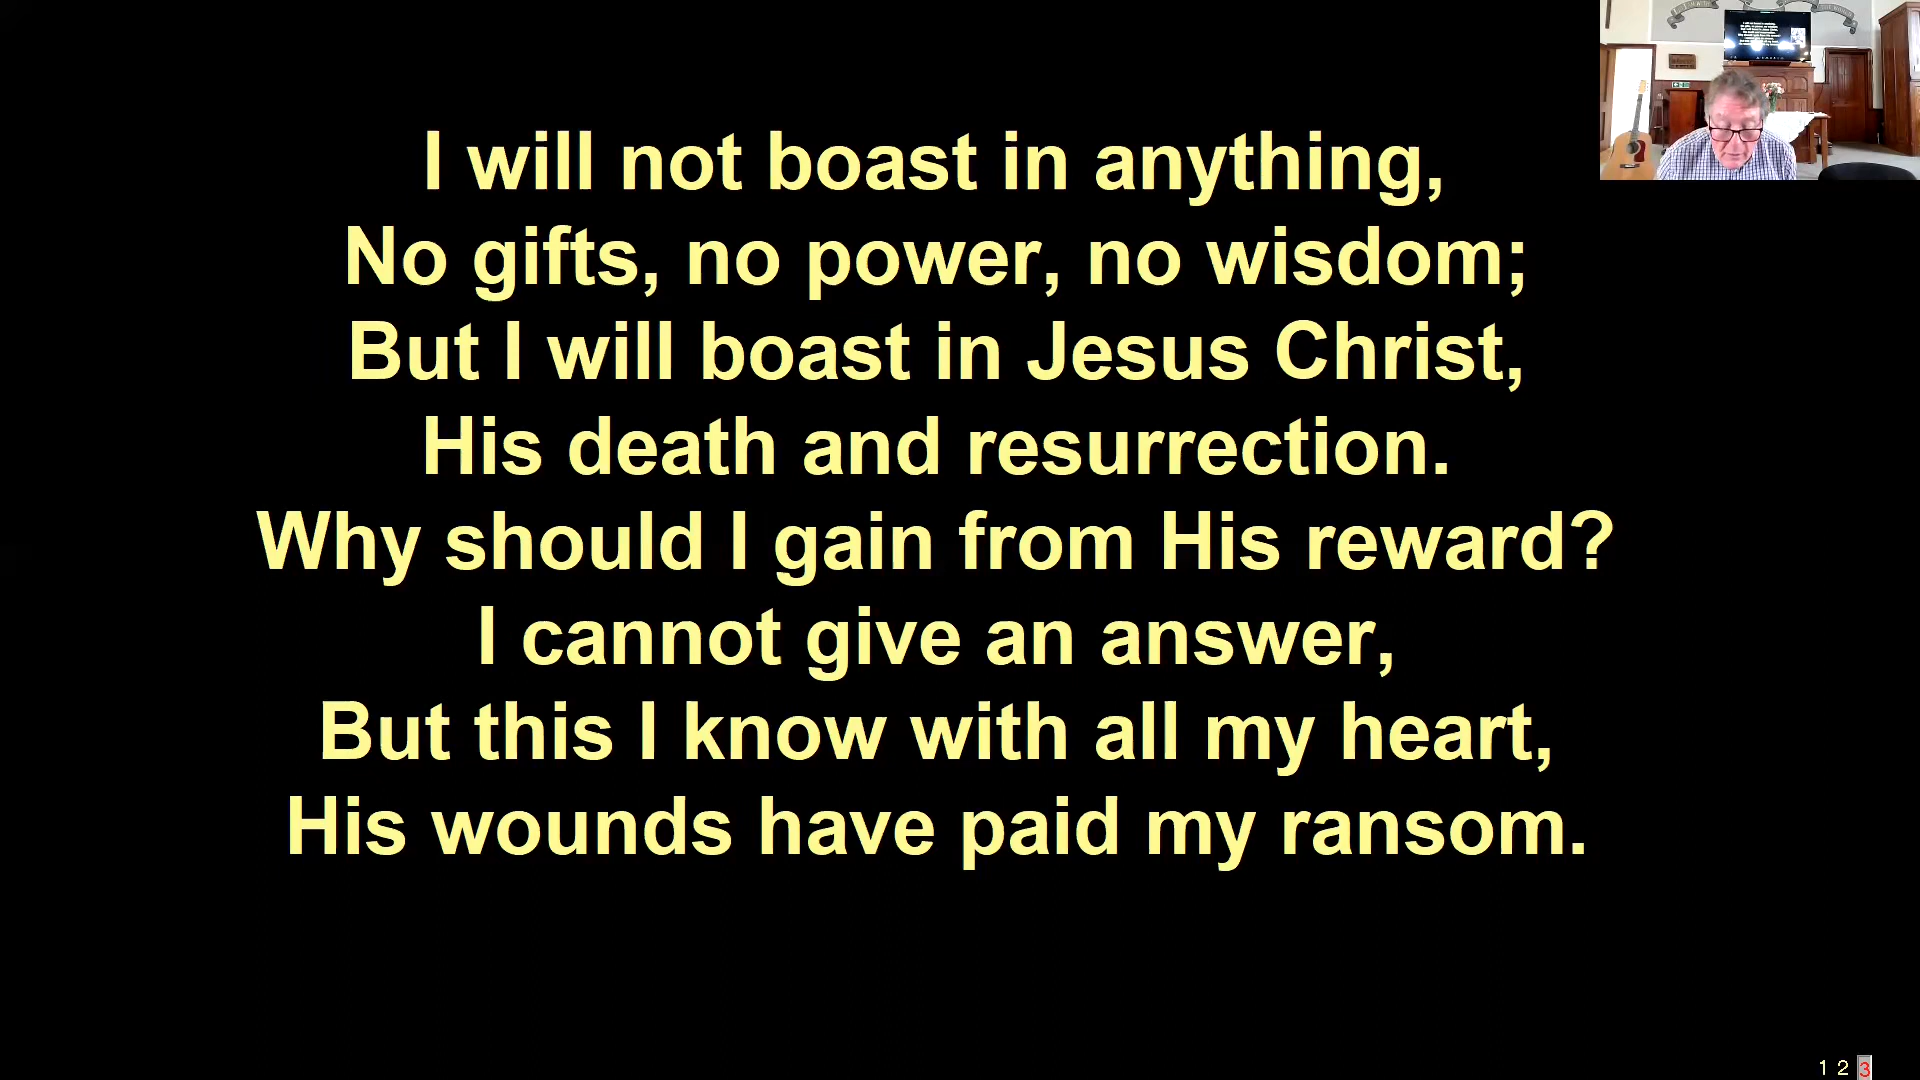 I will not boast in anything,
No gifts, no power, no wisdom;
But I will boast in Jesus Christ,
His death and resurrection.
Why should I gain from His reward?
I cannot give an answer,
But this I know with all my heart,
His wounds have paid my ransom.
1 2 3